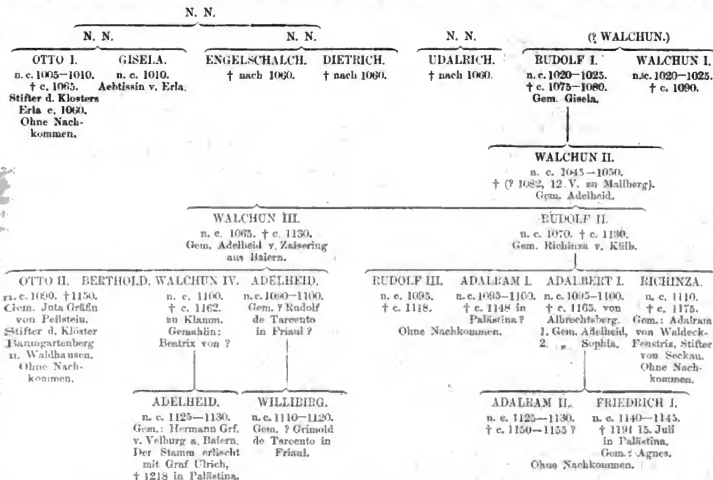 N. N.
N. N. N. N. N. N. (? WALCHUN.)
OTTO I.
n. c. 1005—1010.
† c. 1065.
Stifter d. Klosters
Erla c. 1060.
Ohne Nach-
kommen.
GISELA.
n. c. 1010.
Aebtissin v. Erla.
ENGELSCHALCH.
† nach 1060.
DIETRICH.
† nach 1060.
UDALRICH.
† nach 1060.
RUDOLF I.
n. c. 1020—1025.
† c. 1075—1080.
Gem. Gisela.
WALCHUN I.
n. c. 1020—1025.
† c. 1090.
WALCHUN II.
n. c. 1045—1050.
† (? 1082, 12. V. zu Mailberg).
Gem. Adelheid.
WALCHUN III.
n. c. 1065. † c. 1130.
Gem. Adelheid v. Zaisering
aus Baiern.
RUDOLF II.
n. c. 1070. † c. 1130.
Gem. Richinza v. Külb.
OTTO II.
n. c. 1090. † 1150.
Gem. Juta Gräfin
von Peilstein.
Stifter d. Klöster
Baumgartenberg
u. Waldhausen.
Ohne Nach-
kommen.
BERTHOLD.
WALCHUN IV.
n. c. 1100.
† c. 1162.
zu Klamm.
Gemahlin:
Beatrix von ?
ADELHEID.
n. c. 1090—1100.
Gem. ? Rudolf
de Tarcento
in Friaul ?
RUDOLF III.
n. c. 1095.
† c. 1118.
ADALRAM I.
n. c. 1095—1100.
† c. 1148 in
Palästina ?
Ohne Nachkommen.
ADALBERT I.
n. c. 1095—1100.
† c. 1165. von
Albrechtsberg.
1. Gem. Adelheid,
2. „ Sophia.
RICHINZA.
n. c. 1110.
† c. 1175.
Gem.: Adalram
von Waldeck-
Feustriz, Stifter
von Seckau.
Ohne Nach-
kommen.
ADELHEID.
n. c. 1125—1130.
Gem.: Hermann Grf.
v. Velburg a. Baiern.
Der Stamm erlischt
mit Graf Ulrich,
† 1218 in Palästina.
WILLIBIRG.
n. c. 1110—1120.
Gem. ? Grimold
de Tarcento in
Friaul.
ADALRAM II.
n. c. 1125—1130.
† c. 1150—1155 ?
FRIEDRICH I.
n. c. 1140—1145.
† 1191 15. Juli
in Palästina.
Gem.: Agnes.
Ohne Nachkommen.